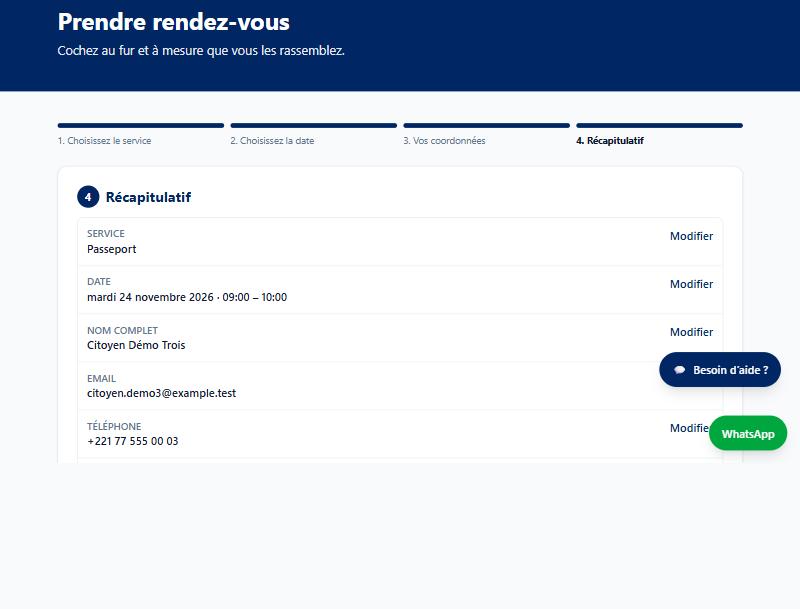 Prendre rendez-vous
Cochez au fur et à mesure que vous les rassemblez.
1. Choisissez le service
2. Choisissez la date
3. Vos coordonnées
4. Récapitulatif
4 Récapitulatif
SERVICE
Passeport
Modifier
DATE
mardi 24 novembre 2026 · 09:00 – 10:00
Modifier
NOM COMPLET
Citoyen Démo Trois
Modifier
EMAIL
citoyen.demo3@example.test
Besoin d'aide ?
TÉLÉPHONE
+221 77 555 00 03
Modifie
WhatsApp